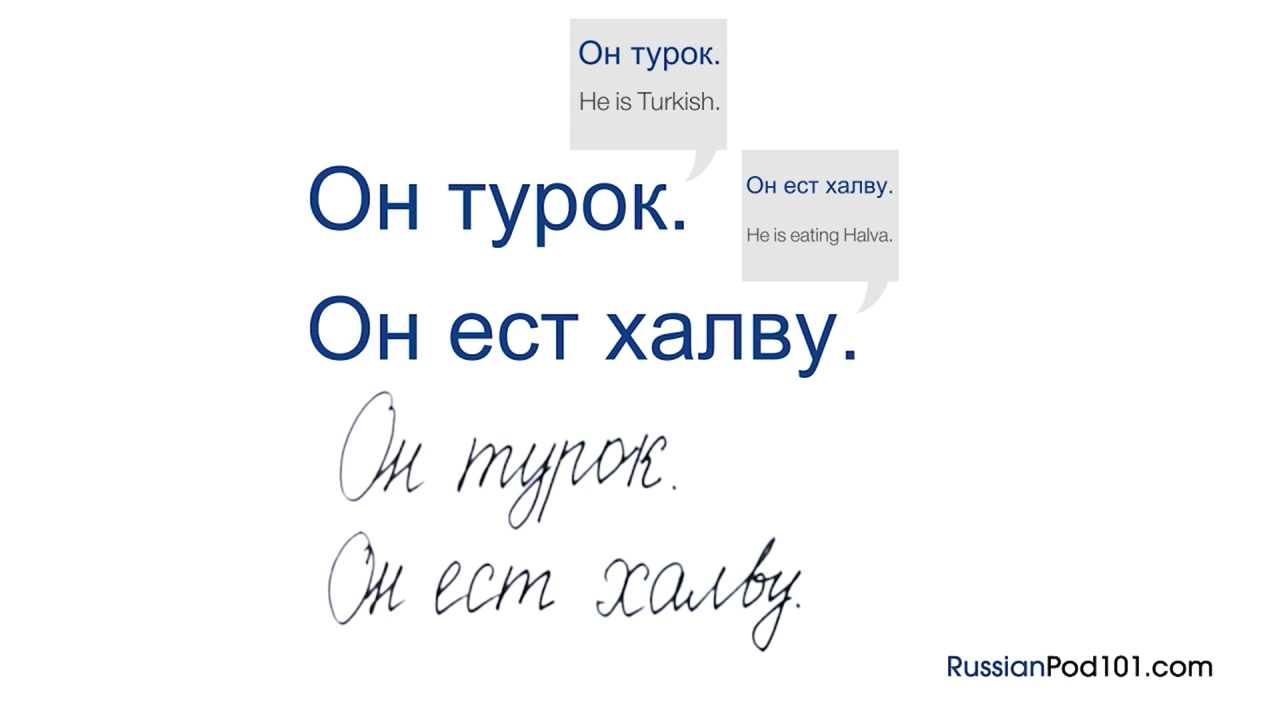 Он турок.
He is Turkish.
Он турок.
Он ест халву.
He is eating Halva.
Он ест халву.
Он турок.
Он ест халву.
RussianPod101.com